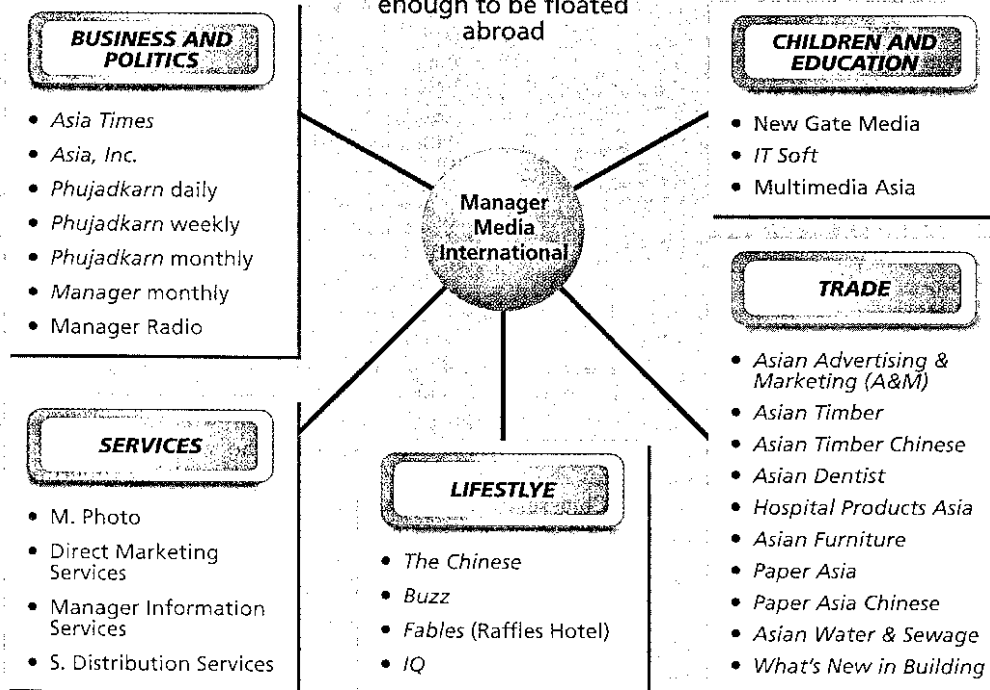 enough to be floated
abroad
BUSINESS AND
POLITICS
• Asia Times
• Asia, Inc.
• Phujadkarn daily
• Phujadkarn weekly
• Phujadkarn monthly
• Manager monthly
• Manager Radio
Manager
Media
International
CHILDREN AND
EDUCATION
• New Gate Media
• IT Soft
• Multimedia Asia
TRADE
• Asian Advertising &
Marketing (A&M)
• Asian Timber
• Asian Timber Chinese
• Asian Dentist
• Hospital Products Asia
• Asian Furniture
• Paper Asia
• Paper Asia Chinese
• Asian Water & Sewage
• What's New in Building
SERVICES
• M. Photo
• Direct Marketing
Services
• Manager Information
Services
• S. Distribution Services
LIFESTLYE
• The Chinese
• Buzz
• Fables (Raffles Hotel)
• IQ